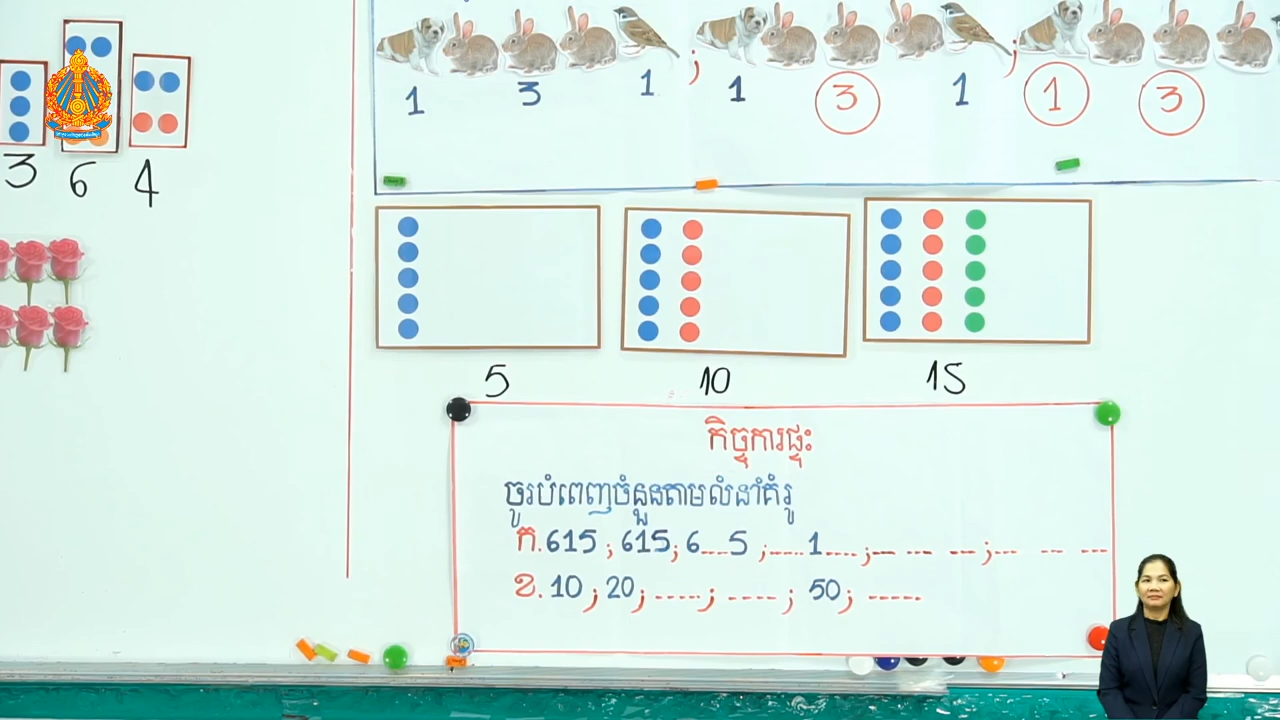 1 3 1 ; 1 3 1 ; 1 3
3 6 4
5 10 15
កិច្ចការផ្ទះ
ចូរបំពេញចំនួនតាមលំនាំគំរូ
ក. 615 ; 615 ; 6....5 ; .....1..... ; ..... ..... ..... ; ..... ..... .....
ខ. 10 ; 20 ; ..... ; ..... ; 50 ; .....